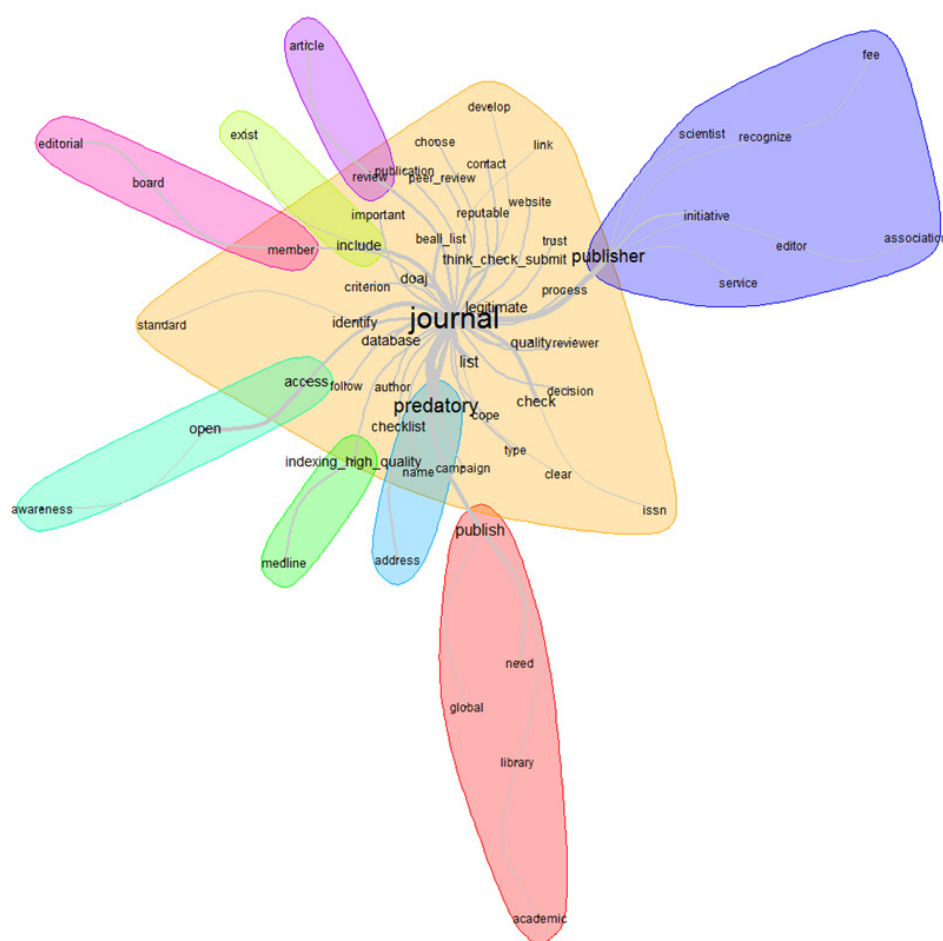 article
fee
develop
exist
scientist
recognize
editorial
choose
link
contact
board
review
publication
peer_review
website
important
reputable
initiative
member
include
beall_list
trust
editor
association
think_check_submit
publisher
doaj
criterion
process
service
legitimate
journal
standard
identify
database
quality
reviewer
list
access
follow
author
decision
check
predatory
cope
open
checklist
type
indexing_high_quality
name
campaign
clear
awareness
issn
publish
medline
address
need
global
library
academic